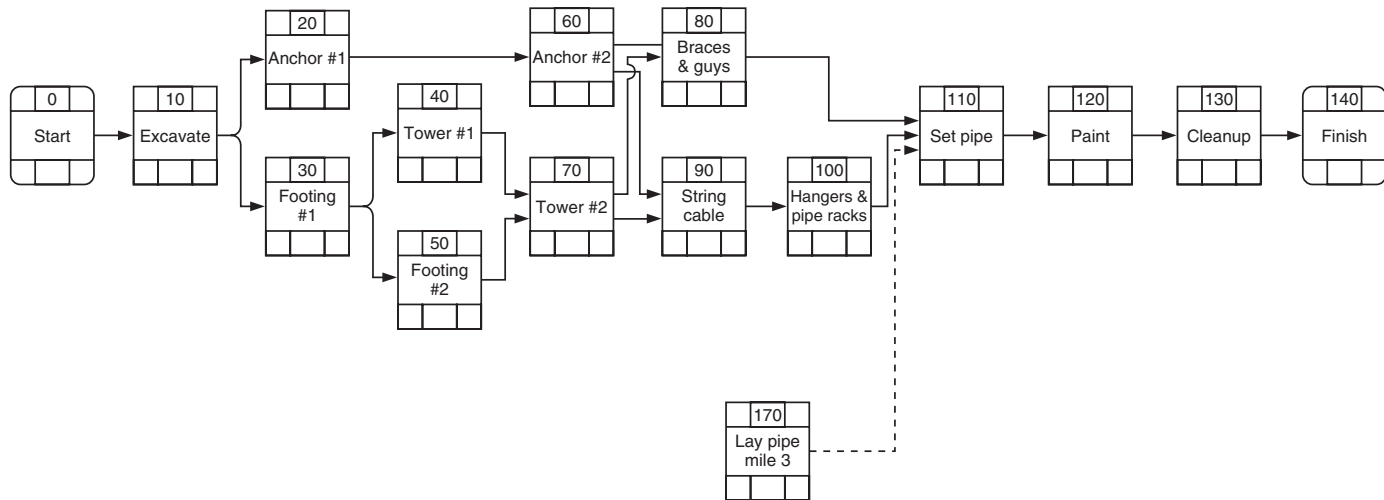 20
Anchor #1
60
Anchor #2
80
Braces
& guys
0
Start
10
Excavate
40
Tower #1
110
Set pipe
120
Paint
130
Cleanup
140
Finish
30
Footing
#1
70
Tower #2
90
String
cable
100
Hangers &
pipe racks
50
Footing
#2
170
Lay pipe
mile 3